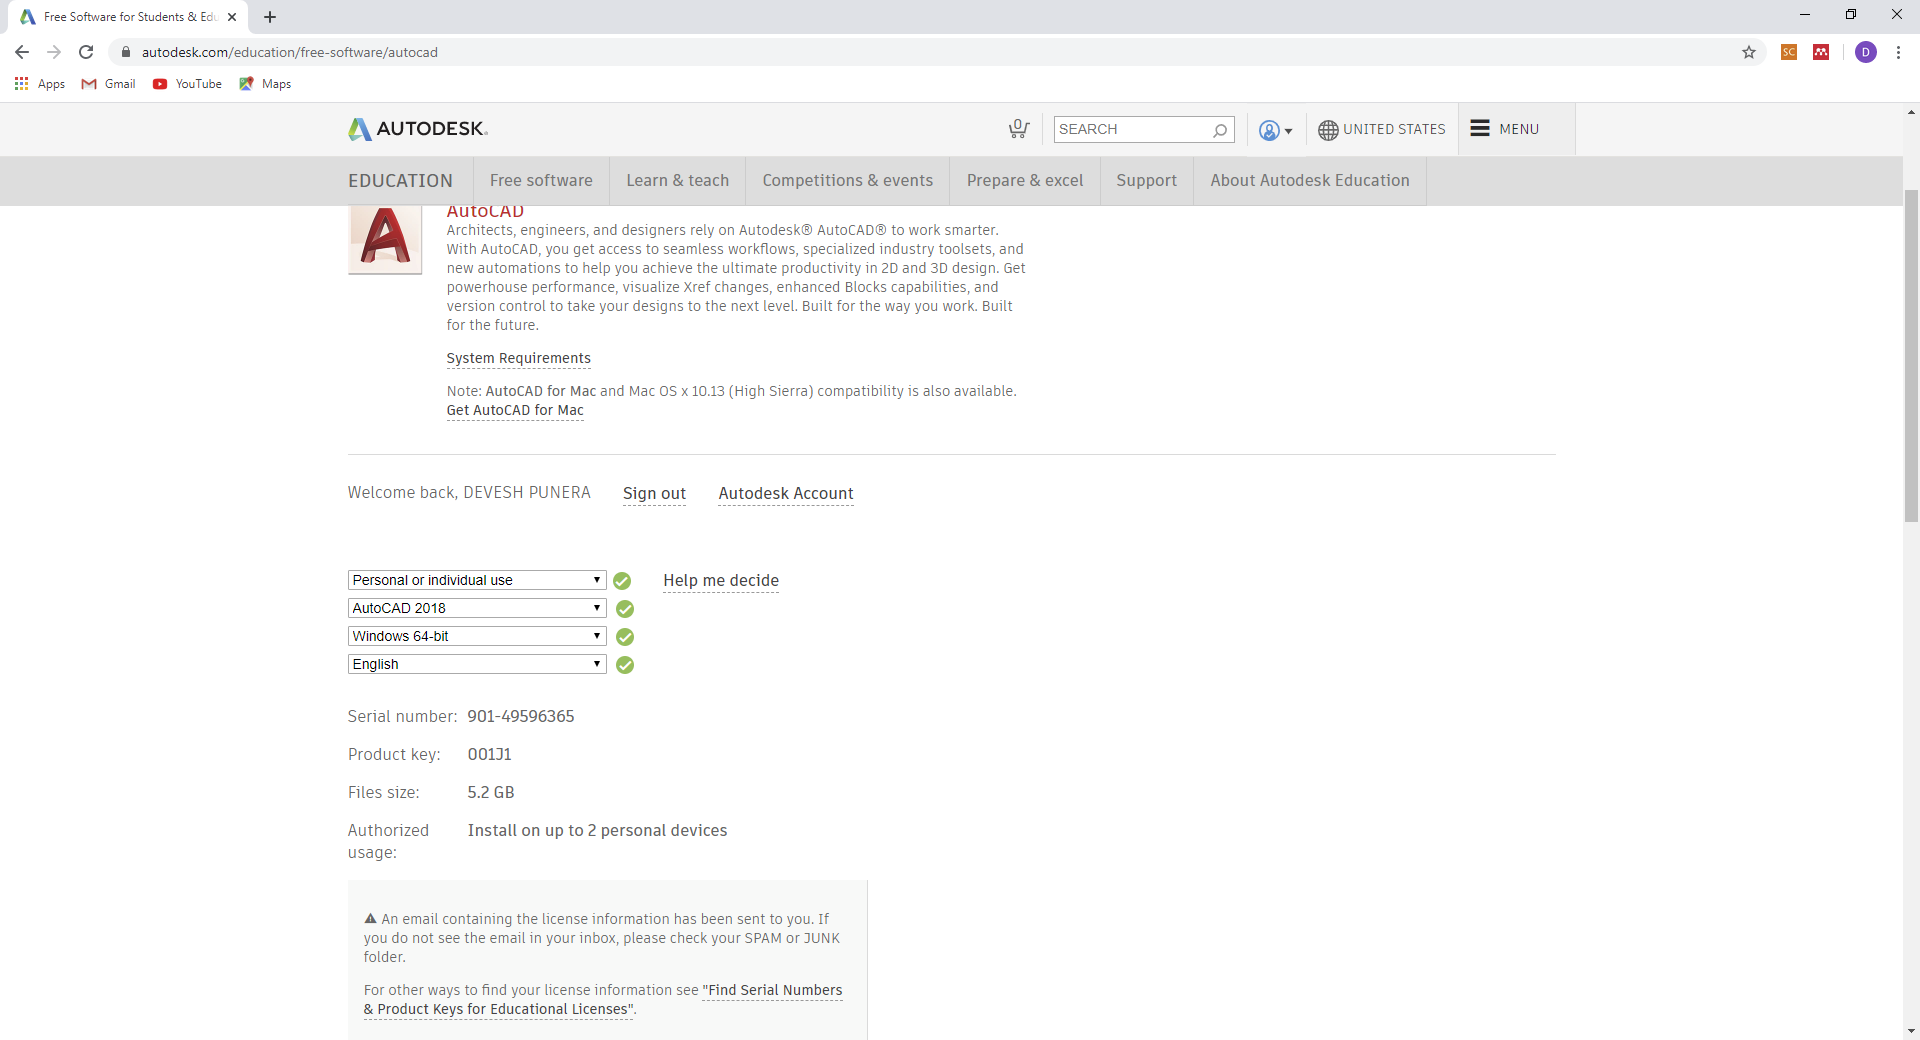 Free Software for Students & Edu
autodesk.com/education/free-software/autocad
SC
D
Apps
Gmail
YouTube
Maps
AUTODESK.
0
SEARCH
UNITED STATES
MENU
EDUCATION
Free software
Learn & teach
Competitions & events
Prepare & excel
Support
About Autodesk Education
AutoCAD
Architects, engineers, and designers rely on Autodesk® AutoCAD® to work smarter.
With AutoCAD, you get access to seamless workflows, specialized industry toolsets, and
new automations to help you achieve the ultimate productivity in 2D and 3D design. Get
powerhouse performance, visualize Xref changes, enhanced Blocks capabilities, and
version control to take your designs to the next level. Built for the way you work. Built
for the future.
System Requirements
Note: AutoCAD for Mac and Mac OS x 10.13 (High Sierra) compatibility is also available.
Get AutoCAD for Mac
Welcome back, DEVESH PUNERA
Sign out
Autodesk Account
Personal or individual use
Help me decide
AutoCAD 2018
Windows 64-bit
English
Serial number: 901-49596365
Product key: 001J1
Files size: 5.2 GB
Authorized usage: Install on up to 2 personal devices
An email containing the license information has been sent to you. If
you do not see the email in your inbox, please check your SPAM or JUNK
folder.
For other ways to find your license information see "Find Serial Numbers
& Product Keys for Educational Licenses".